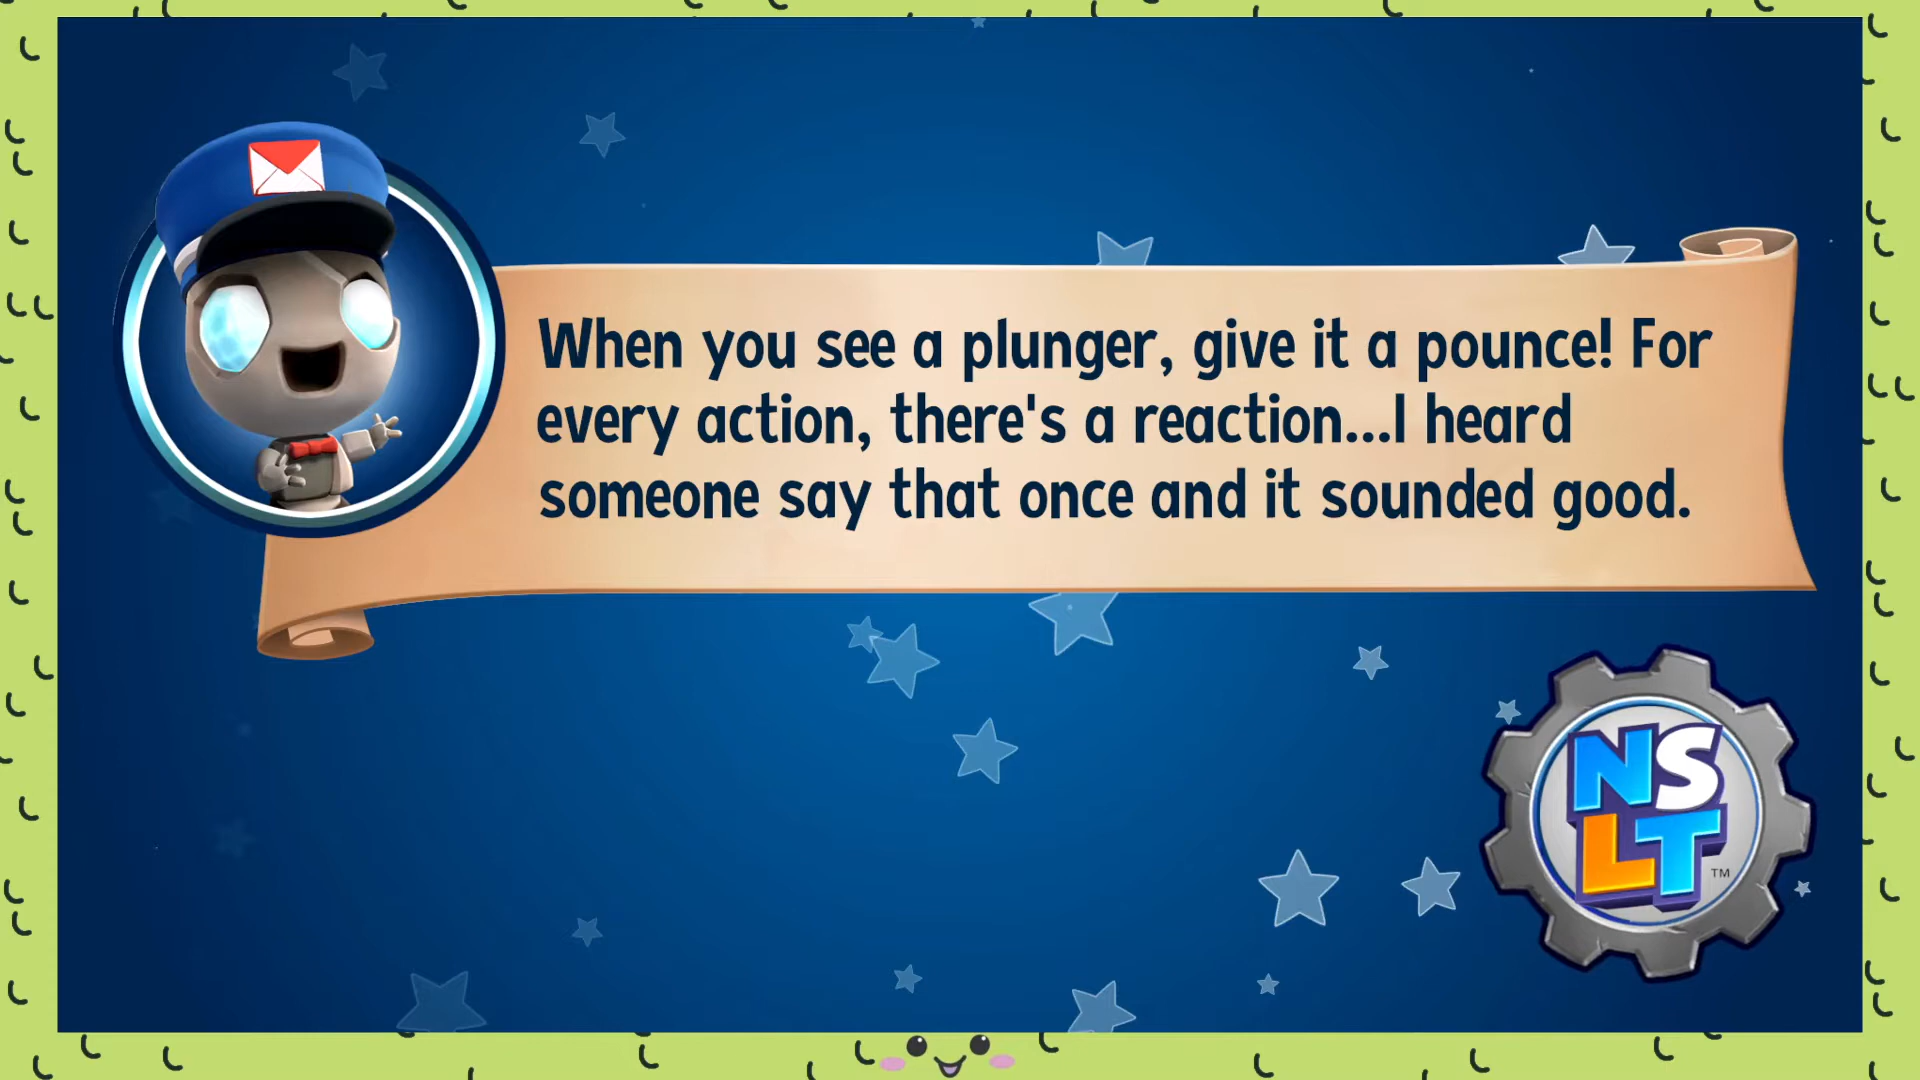 When you see a plunger, give it a pounce! For
every action, there's a reaction...I heard
someone say that once and it sounded good.
NS
LT
TM